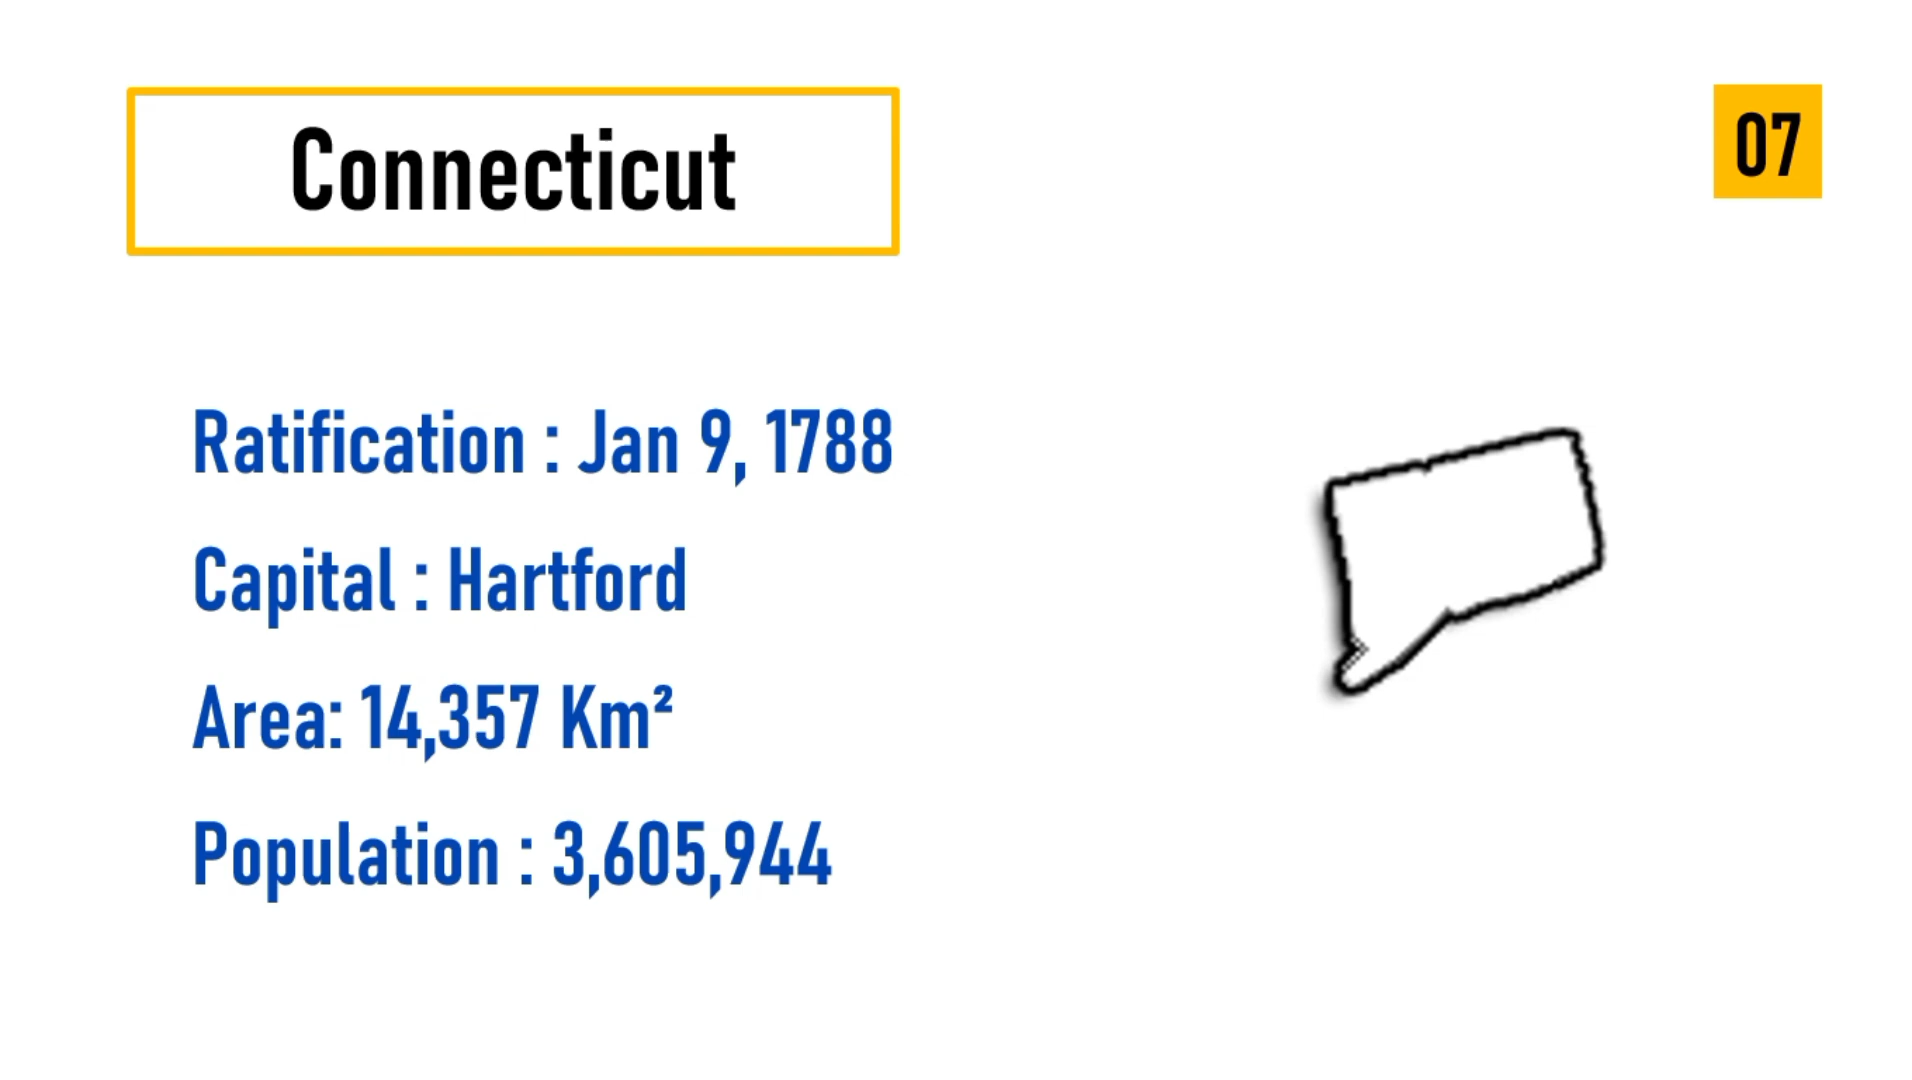 Connecticut
07
Ratification : Jan 9, 1788
Capital : Hartford
Area: 14,357 Km²
Population : 3,605,944